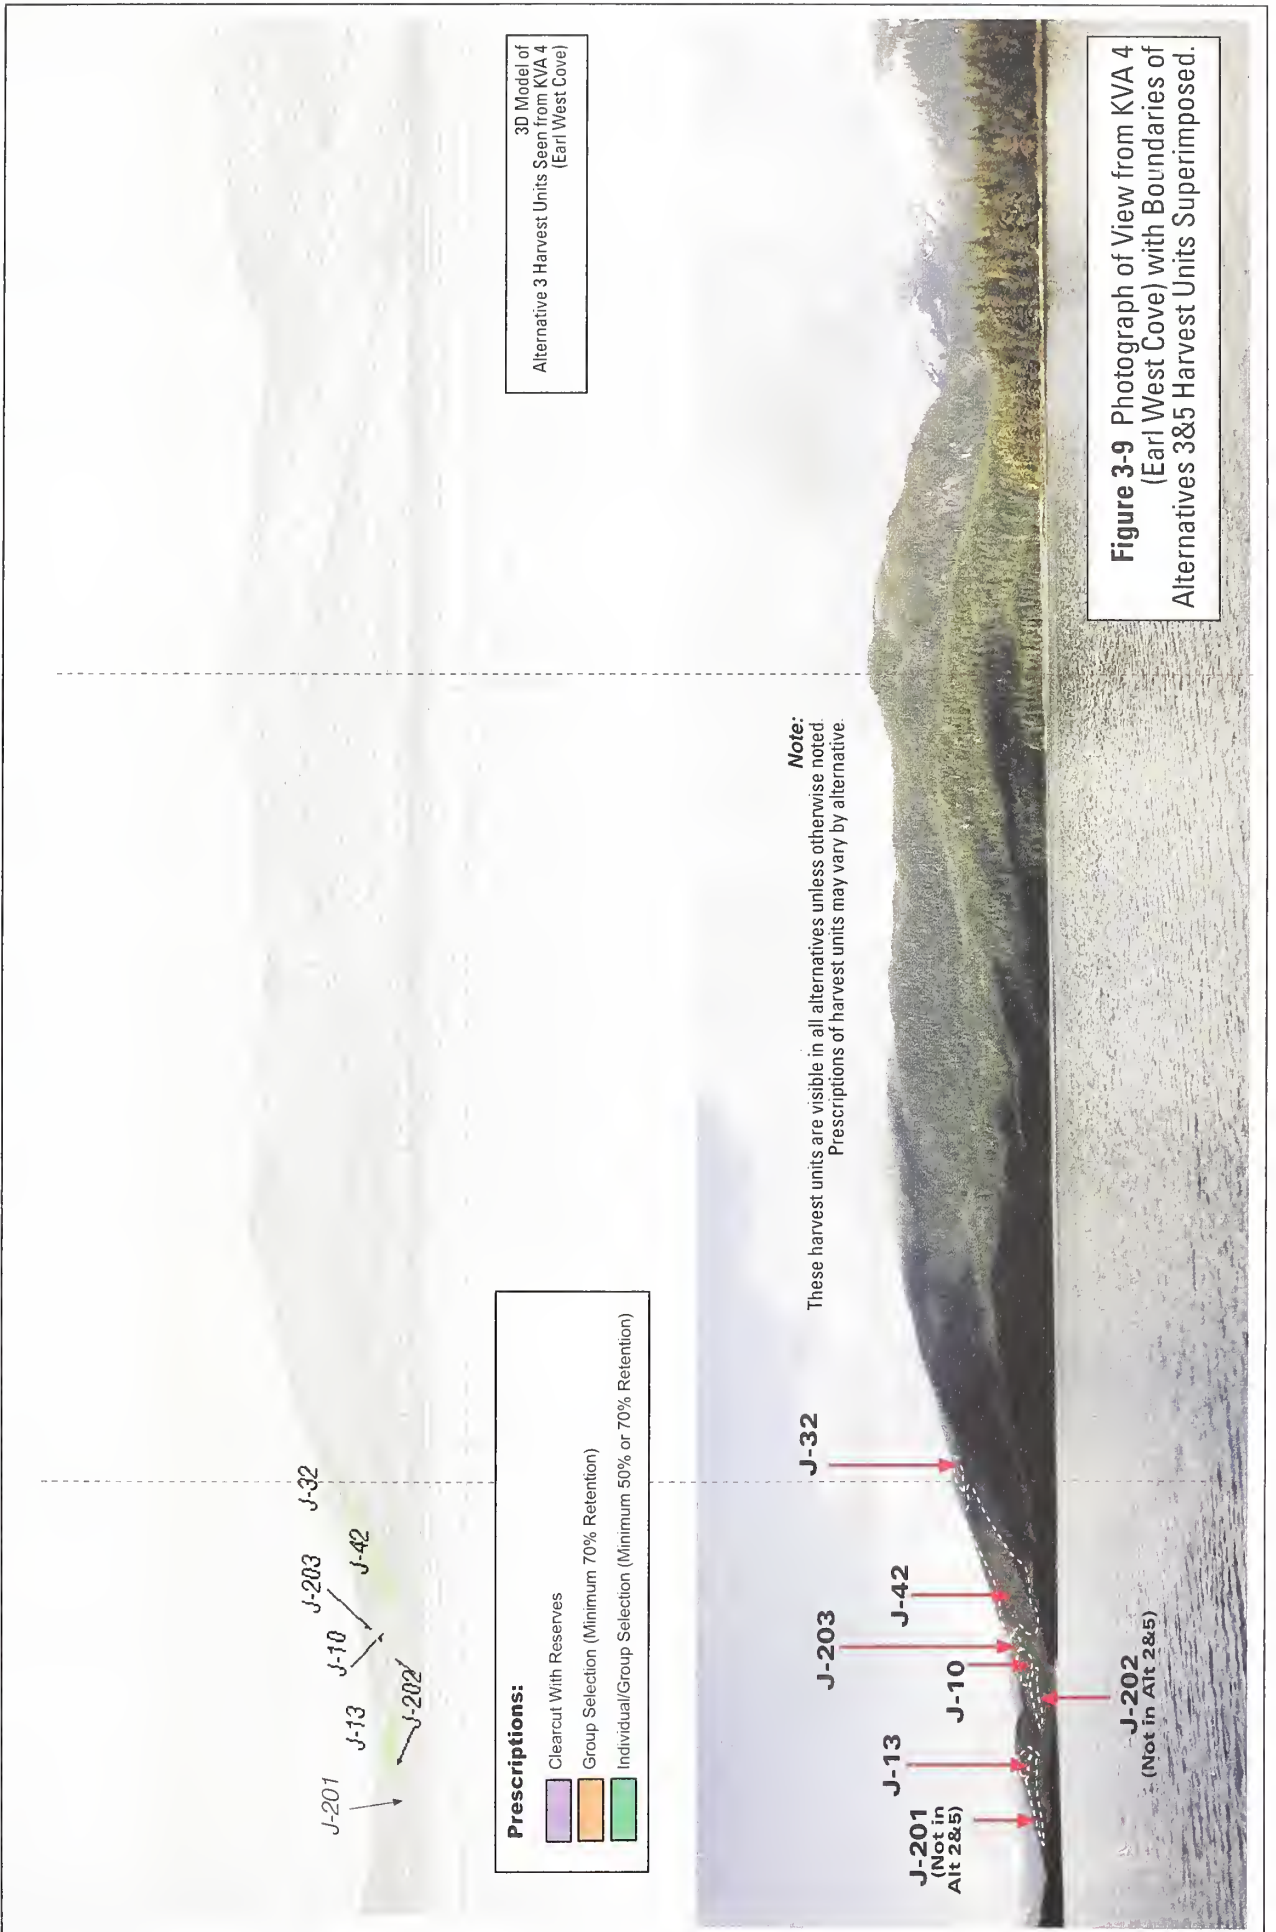 J-201
J-13
J-10
J-203
J-32
J-42
J-202
3D Model of
Alternative 3 Harvest Units Seen from KVA 4
(Earl West Cove)
Prescriptions:
Clearcut With Reserves
Group Selection (Minimum 70% Retention)
Individual/Group Selection (Minimum 50% or 70% Retention)
Note:
These harvest units are visible in all alternatives unless otherwise noted.
Prescriptions of harvest units may vary by alternative.
J-32
J-203
J-42
J-10
J-13
J-201
(Not in
Alt 2&5)
J-202
(Not in Alt 2&5)
Figure 3-9 Photograph of View from KVA 4
(Earl West Cove) with Boundaries of
Alternatives 3&5 Harvest Units Superimposed.